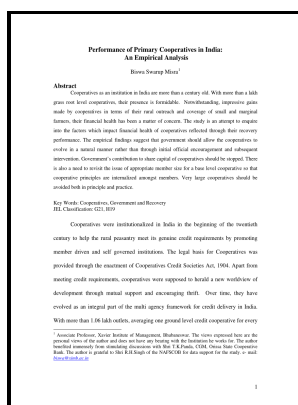 Performance of Primary Cooperatives in India:
An Empirical Analysis
Biswa Swarup Misra1
Abstract
Cooperatives as an institution in India are more than a century old. With more than a lakh
grass root level cooperatives, their presence is formidable. Notwithstanding, impressive gains
made by cooperatives in terms of their rural outreach and coverage of small and marginal
farmers, their financial health has been a matter of concern. The study is an attempt to enquire
into the factors which impact financial health of cooperatives reflected through their recovery
performance. The empirical findings suggest that government should allow the cooperatives to
evolve in a natural manner rather than through initial official encouragement and subsequent
intervention. Government's contribution to share capital of cooperatives should be stopped. There
is also a need to revisit the issue of appropriate member size for a base level cooperative so that
cooperative principles are internalized amongst members. Very large cooperatives should be
avoided both in principle and practice.
Key Words: Cooperatives, Government and Recovery
JEL Classification: G21, H19
Cooperatives were institutionalized in India in the beginning of the twentieth
century to help the rural peasantry meet its genuine credit requirements by promoting
member driven and self governed institutions. The legal basis for Cooperatives was
provided through the enactment of Cooperatives Credit Societies Act, 1904. Apart from
meeting credit requirements, cooperatives were supposed to herald a new worldview of
development through mutual support and encouraging thrift. Over time, they have
evolved as an integral part of the multi agency framework for credit delivery in India.
With more than 1.06 lakh outlets, averaging one ground level credit cooperative for every
1 Associate Professor, Xavier Institute of Management, Bhubaneswar. The views expressed here are the
personal views of the author and does not have any bearing with the Institution he works for. The author
benefited immensely from stimulating discussions with Shri T.K.Panda, COM, Orissa State Cooperative
Bank. The author is grateful to Shri R.H.Singh of the NAFSCOB for data support for the study. e- mail:
biswa@ximb.ac.in
1